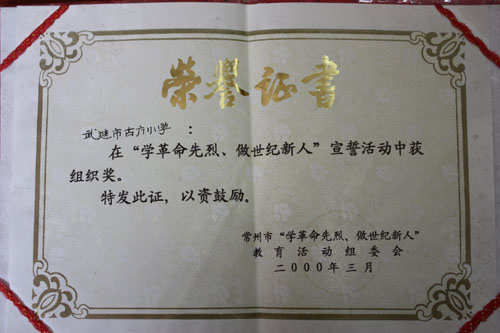 荣誉证书
武进市古方小学：
在“学革命先烈、做世纪新人”宣誓活动中获
组织奖。
特发此证，以资鼓励。
常州市“学革命先烈、做世纪新人”
教育活动组委会
二000年三月